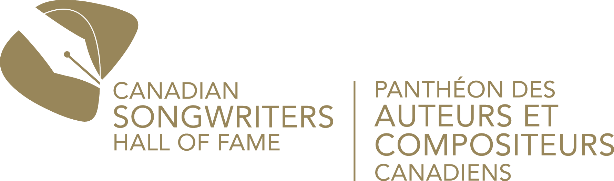 CANADIAN
SONGWRITERS
HALL OF FAME
PANTHÉON DES
AUTEURS ET
COMPOSITEURS
CANADIENS